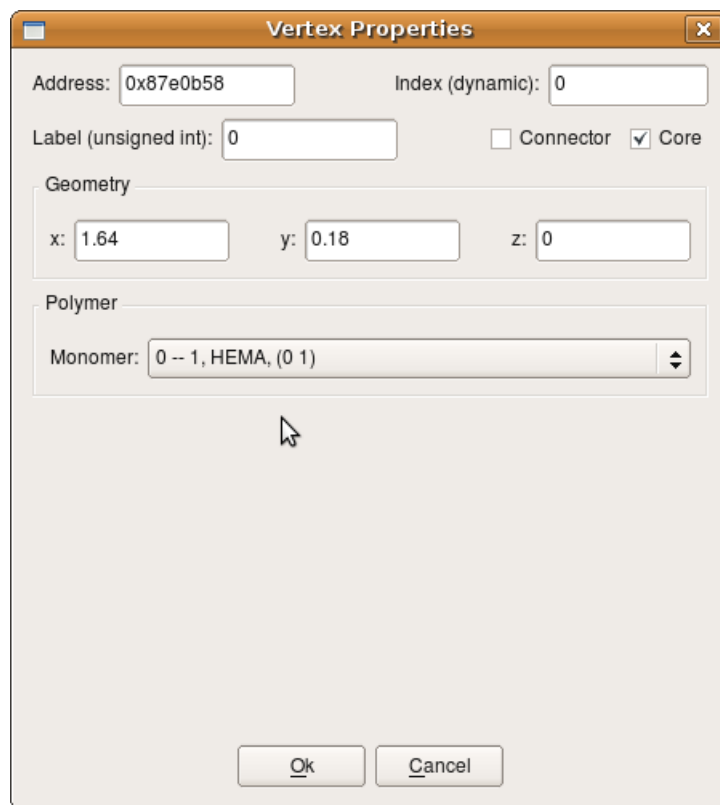 Vertex Properties
Address: 0x87e0b58 Index (dynamic): 0
Label (unsigned int): 0 Connector Core
Geometry
x: 1.64 y: 0.18 z: 0
Polymer
Monomer: 0 -- 1, HEMA, (0 1)
Ok Cancel